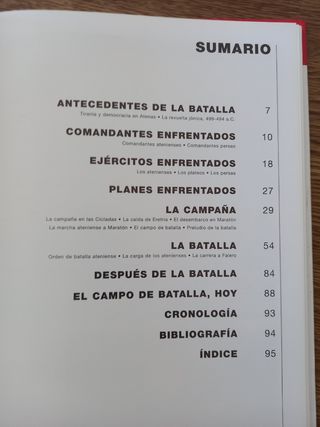 SUMARIO
ANTECEDENTES DE LA BATALLA 7
Tiranía y democracia en Atenas • La revuelta jónica, 499-494 a.C.
COMANDANTES ENFRENTADOS 10
Comandantes atenienses • Comandantes persas
EJÉRCITOS ENFRENTADOS 18
Los atenienses • Los plateos • Los persas
PLANES ENFRENTADOS 27
LA CAMPAÑA 29
La campaña en las Cícladas • La caída de Eretria • El desembarco en Maratón
La marcha ateniense a Maratón • El campo de batalla • Preludio de la batalla
LA BATALLA 54
Orden de batalla ateniense • La carga de los atenienses • La carrera a Falero
DESPUÉS DE LA BATALLA 84
EL CAMPO DE BATALLA, HOY 88
CRONOLOGÍA 93
BIBLIOGRAFÍA 94
ÍNDICE 95